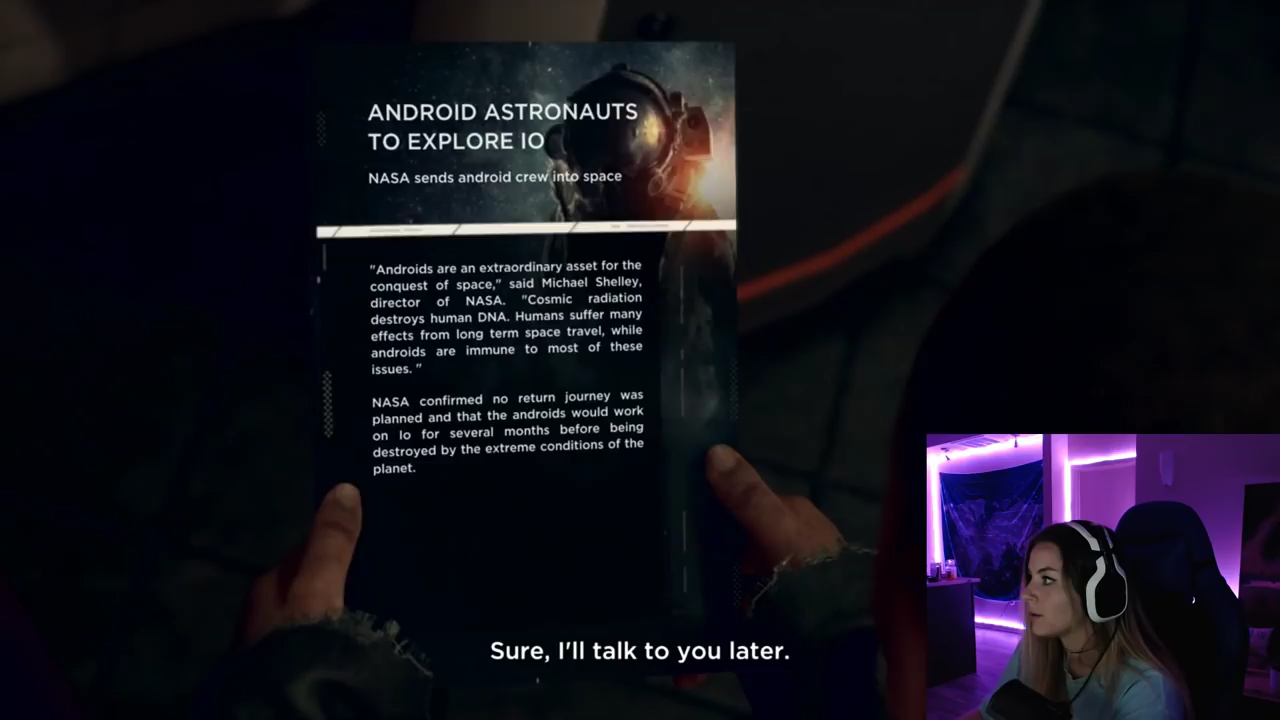 ANDROID ASTRONAUTS
TO EXPLORE IO
NASA sends android crew into space
"Androids are an extraordinary asset for the
conquest of space," said Michael Shelley,
director of NASA. "Cosmic radiation
destroys human DNA. Humans suffer many
effects from long term space travel, while
androids are immune to most of these
issues. "
NASA confirmed no return journey was
planned and that the androids would work
on Io for several months before being
destroyed by the extreme conditions of the
planet.
Sure, I'll talk to you later.